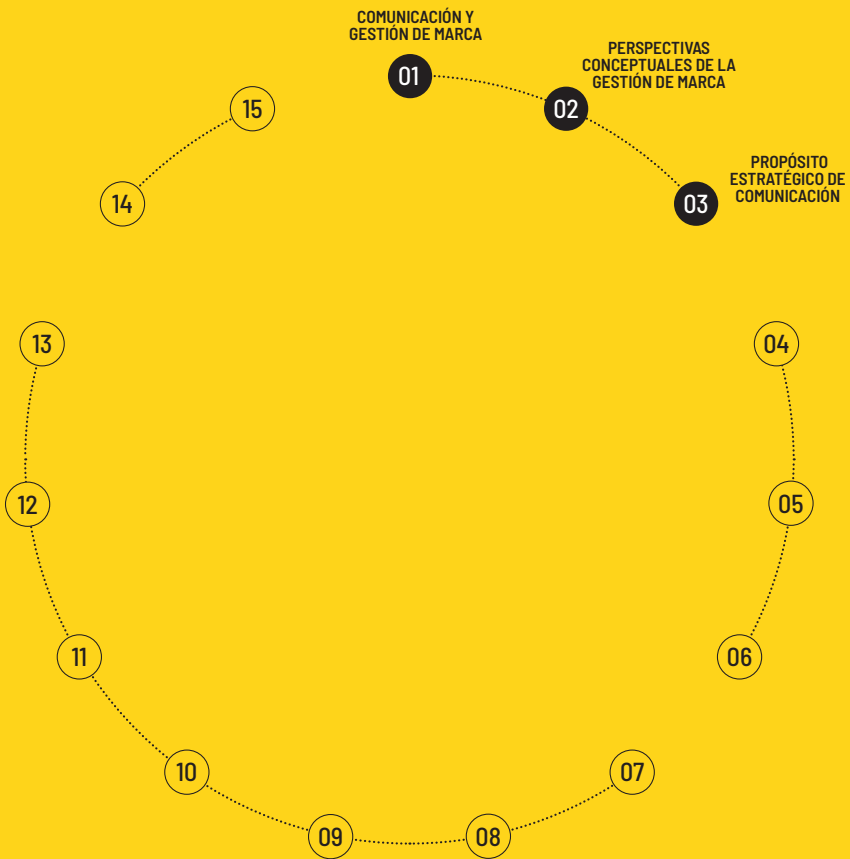 COMUNICACIÓN Y
GESTIÓN DE MARCA
01
PERSPECTIVAS
CONCEPTUALES DE LA
GESTIÓN DE MARCA
02
PROPÓSITO
ESTRATÉGICO DE
COMUNICACIÓN
03
04
05
06
07
08
09
10
11
12
13
14
15